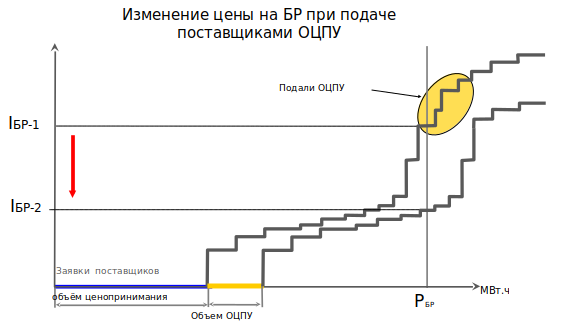 Изменение цены на БР при подаче
поставщиками ОЦПУ
Подали ОЦПУ
IБР-1
IБР-2
Заявки поставщиков
объём ценопринимания
Объем ОЦПУ
PБР
МВт.ч